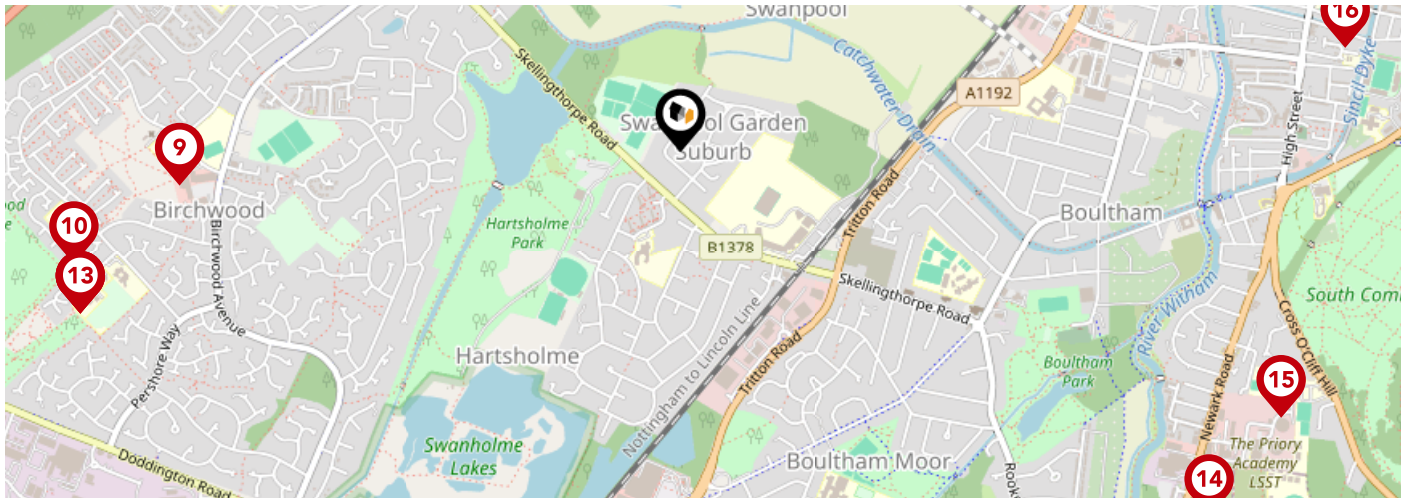 Swanpool
16
Skellingthorpe Road
Catchwater Drain
A1192
Sincil Dyke
High Street
Swanpool Garden
Suburb
9
Birchwood
Tritton Road
Boultham
10
Hartsholme
Park
B1378
13
Birchwood Avenue
Skellingthorpe Road
River Witham
South Com
Pershore Way
Nottingham to Lincoln Line
Tritton Road
Cross O'Cliff Hill
Hartsholme
Boultham
Park
15
Newark Road
Swanholme
Lakes
The Priory
Academy
LSST
Doddington Road
Boultham Moor
14
Rook